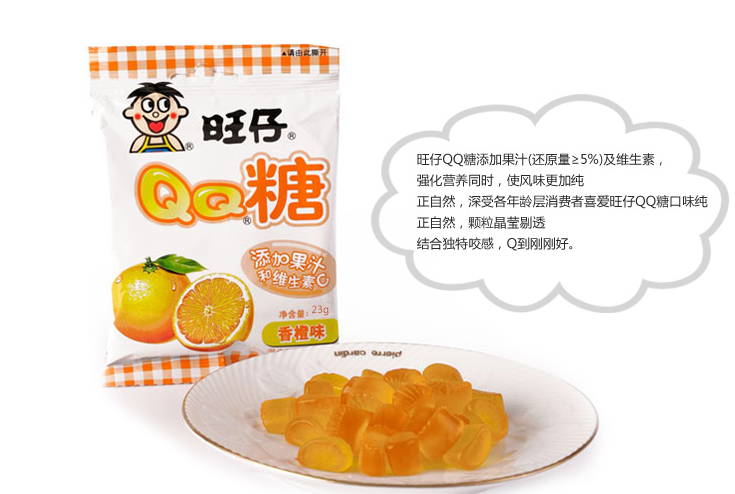 ▲请由此撕开
旺仔®
QQ糖
®
添加果汁
和维生素C
净含量：23g
香橙味
旺仔QQ糖添加果汁(还原量≥5%)及维生素，
强化营养同时，使风味更加纯
正自然，深受各年龄层消费者喜爱旺仔QQ糖口味纯
正自然，颗粒晶莹剔透
结合独特咬感，Q到刚刚好。
pierre cardin